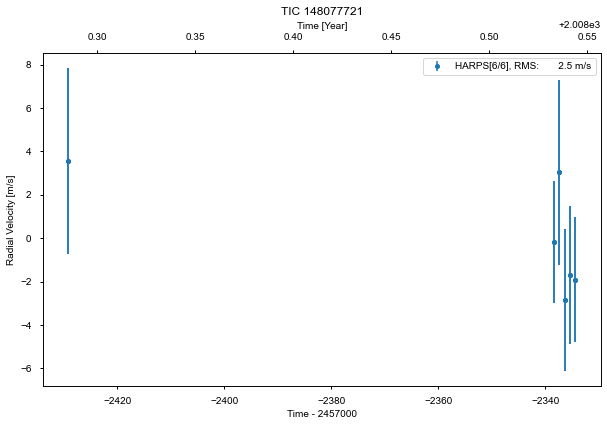 TIC 148077721
Time [Year]
+2.008e3
0.30 0.35 0.40 0.45 0.50 0.55
HARPS[6/6], RMS: 2.5 m/s
8
6
4
2
0
−2
−4
−6
Radial Velocity [m/s]
−2420 −2400 −2380 −2360 −2340
Time - 2457000